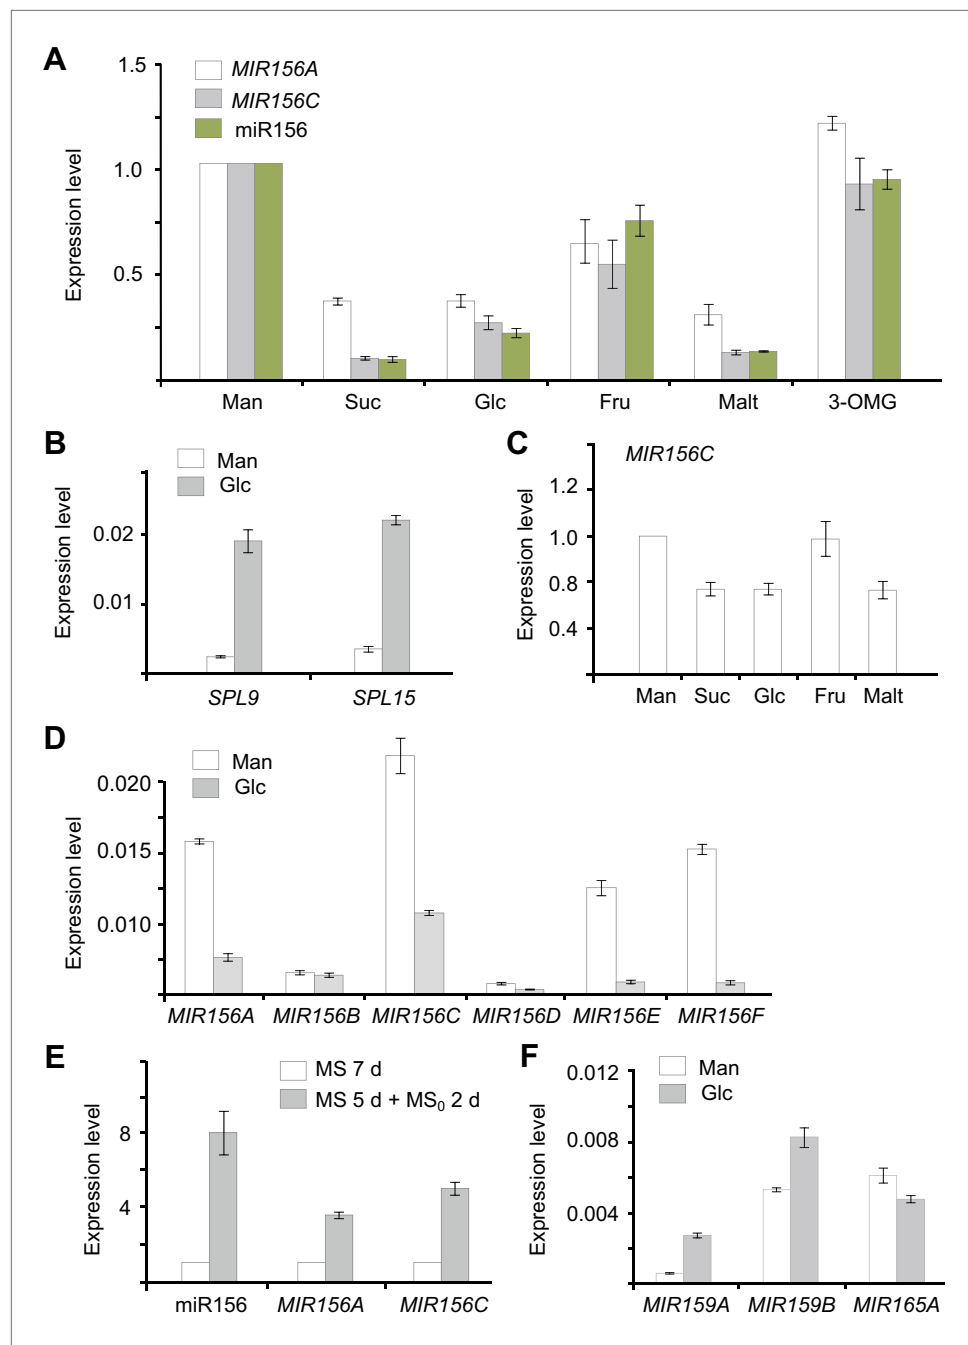 A
1.5
1.0
0.5
Expression level
MIR156A
MIR156C
miR156
Man Suc Glc Fru Malt 3-OMG
B
Man
Glc
0.02
0.01
Expression level
SPL9 SPL15
C
MIR156C
1.2
1.0
0.8
0.4
Expression level
Man Suc Glc Fru Malt
D
Man
Glc
0.020
0.015
0.010
Expression level
MIR156A MIR156B MIR156C MIR156D MIR156E MIR156F
E
MS 7 d
MS 5 d + MS₀ 2 d
8
4
Expression level
miR156 MIR156A MIR156C
F
Man
Glc
0.012
0.008
0.004
Expression level
MIR159A MIR159B MIR165A